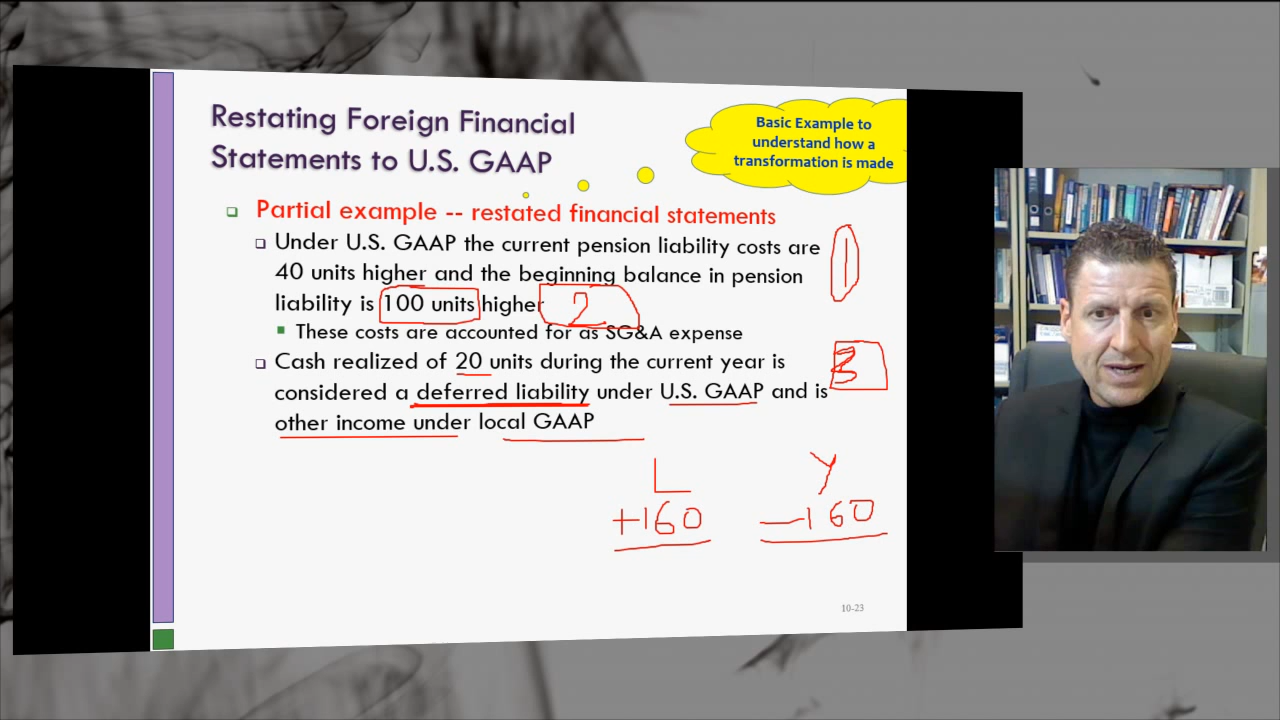 Restating Foreign Financial
Statements to U.S. GAAP
Basic Example to
understand how a
transformation is made
Partial example -- restated financial statements
Under U.S. GAAP the current pension liability costs are
40 units higher and the beginning balance in pension
liability is 100 units higher
These costs are accounted for as SG&A expense
Cash realized of 20 units during the current year is
considered a deferred liability under U.S. GAAP and is
other income under local GAAP
1
2
3
L Y
+160 -160
10-23